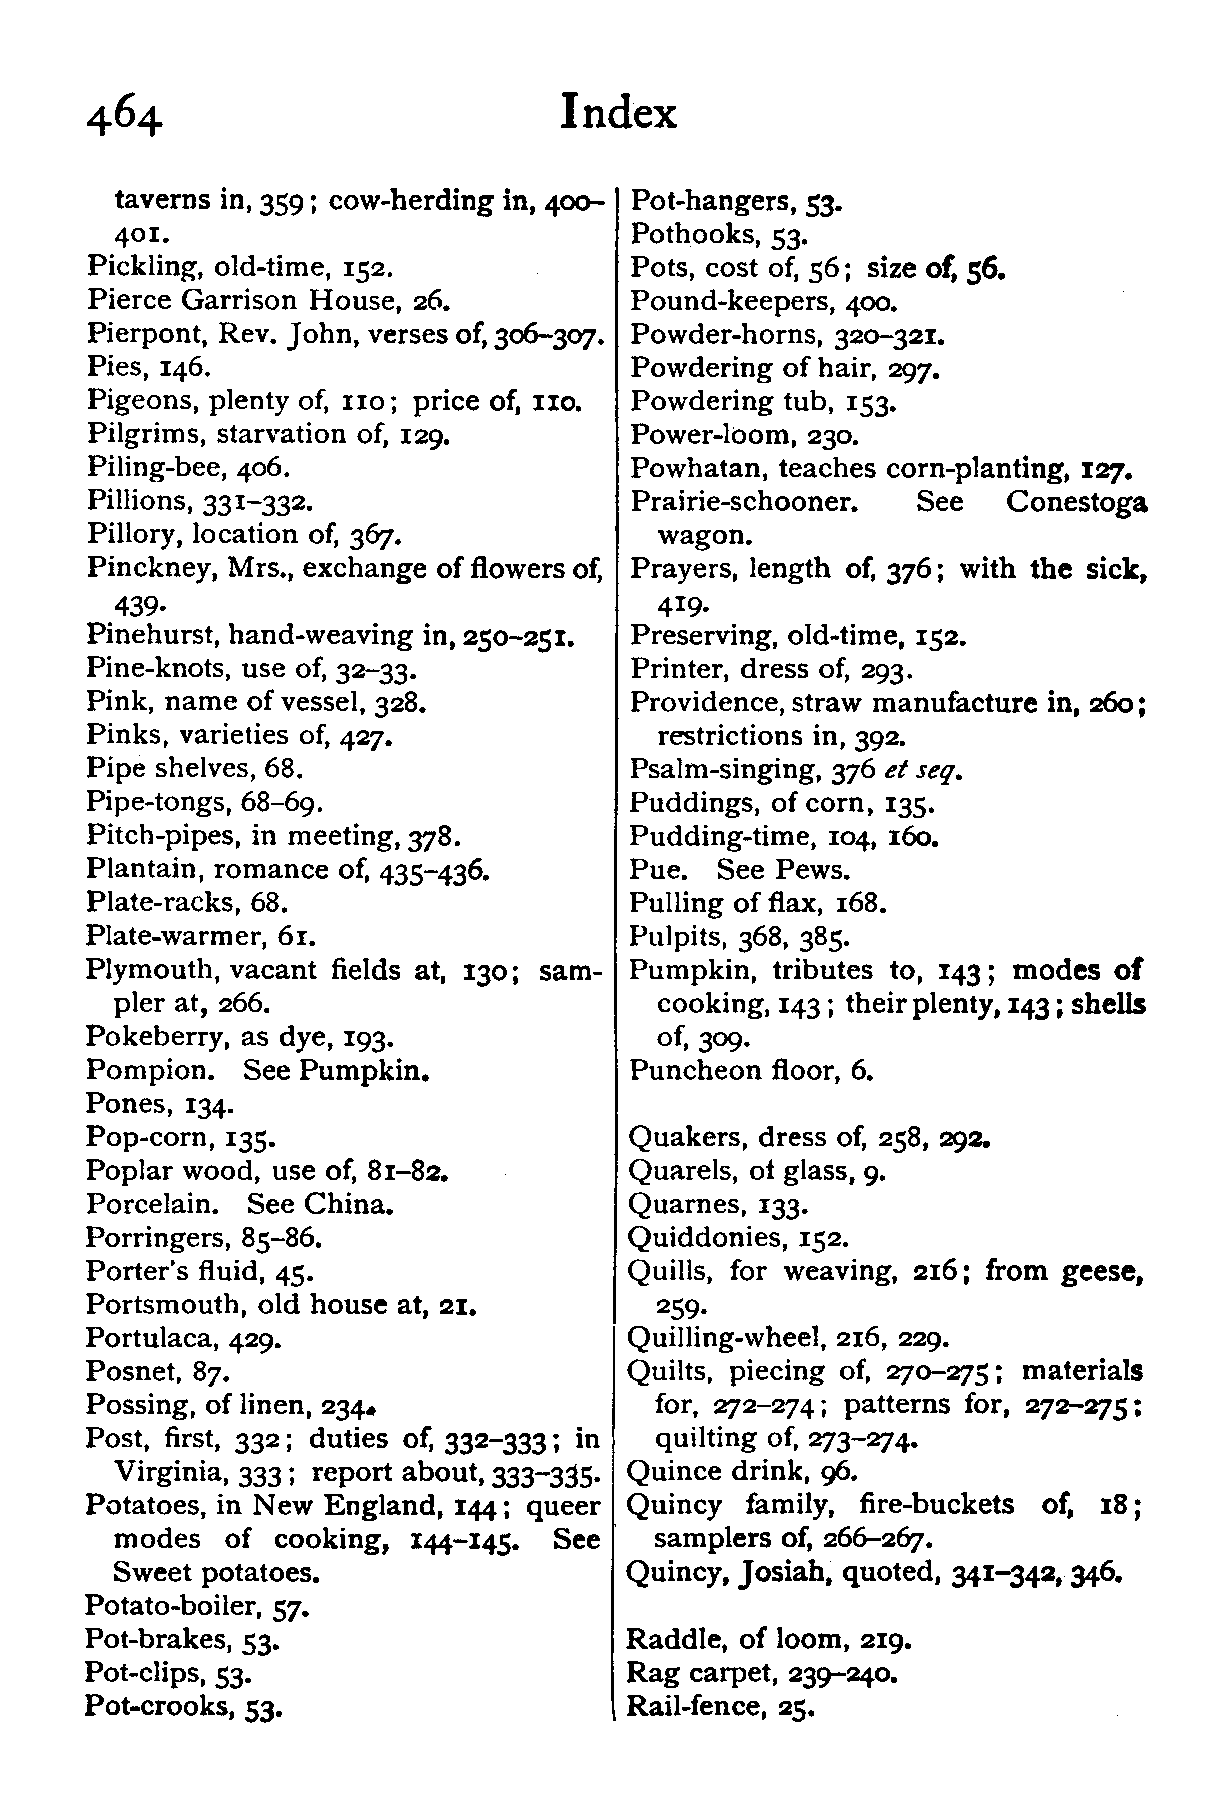 464
Index
taverns in, 359; cow-herding in, 400–
401.
Pickling, old-time, 152.
Pierce Garrison House, 26.
Pierpont, Rev. John, verses of, 306–307.
Pies, 146.
Pigeons, plenty of, 110; price of, 110.
Pilgrims, starvation of, 129.
Piling-bee, 406.
Pillions, 331–332.
Pillory, location of, 367.
Pinckney, Mrs., exchange of flowers of,
439.
Pinehurst, hand-weaving in, 250–251.
Pine-knots, use of, 32–33.
Pink, name of vessel, 328.
Pinks, varieties of, 427.
Pipe shelves, 68.
Pipe-tongs, 68–69.
Pitch-pipes, in meeting, 378.
Plantain, romance of, 435–436.
Plate-racks, 68.
Plate-warmer, 61.
Plymouth, vacant fields at, 130; sam-
pler at, 266.
Pokeberry, as dye, 193.
Pompion. See Pumpkin.
Pones, 134.
Pop-corn, 135.
Poplar wood, use of, 81–82.
Porcelain. See China.
Porringers, 85–86.
Porter's fluid, 45.
Portsmouth, old house at, 21.
Portulaca, 429.
Posnet, 87.
Possing, of linen, 234.
Post, first, 332; duties of, 332–333; in
Virginia, 333; report about, 333–335.
Potatoes, in New England, 144; queer
modes of cooking, 144–145. See
Sweet potatoes.
Potato-boiler, 57.
Pot-brakes, 53.
Pot-clips, 53.
Pot-crooks, 53.
Pot-hangers, 53.
Pothooks, 53.
Pots, cost of, 56; size of, 56.
Pound-keepers, 400.
Powder-horns, 320–321.
Powdering of hair, 297.
Powdering tub, 153.
Power-loom, 230.
Powhatan, teaches corn-planting, 127.
Prairie-schooner. See Conestoga
wagon.
Prayers, length of, 376; with the sick,
419.
Preserving, old-time, 152.
Printer, dress of, 293.
Providence, straw manufacture in, 260;
restrictions in, 392.
Psalm-singing, 376 et seq.
Puddings, of corn, 135.
Pudding-time, 104, 160.
Pue. See Pews.
Pulling of flax, 168.
Pulpits, 368, 385.
Pumpkin, tributes to, 143; modes of
cooking, 143; their plenty, 143; shells
of, 309.
Puncheon floor, 6.
Quakers, dress of, 258, 292.
Quarels, of glass, 9.
Quarnes, 133.
Quiddonies, 152.
Quills, for weaving, 216; from geese,
259.
Quilling-wheel, 216, 229.
Quilts, piecing of, 270–275; materials
for, 272–274; patterns for, 272–275;
quilting of, 273–274.
Quince drink, 96.
Quincy family, fire-buckets of, 18;
samplers of, 266–267.
Quincy, Josiah, quoted, 341–342, 346.
Raddle, of loom, 219.
Rag carpet, 239–240.
Rail-fence, 25.